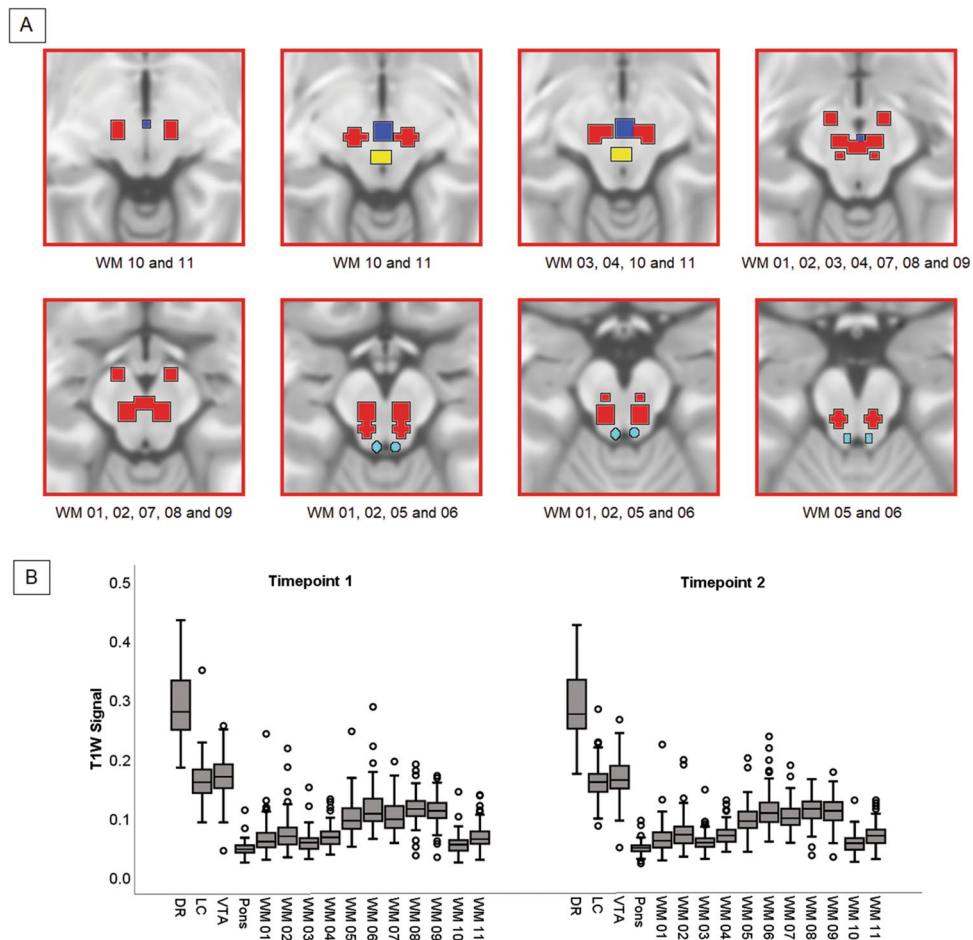 A
WM 10 and 11
WM 10 and 11
WM 03, 04, 10 and 11
WM 01, 02, 03, 04, 07, 08 and 09
WM 01, 02, 07, 08 and 09
WM 01, 02, 05 and 06
WM 01, 02, 05 and 06
WM 05 and 06
B
Timepoint 1
Timepoint 2
T1W Signal
0.5
0.4
0.3
0.2
0.1
0.0
DR
LC
VTA
Pons
WM 01
WM 02
WM 03
WM 04
WM 05
WM 06
WM 07
WM 08
WM 09
WM 10
WM 11
DR
LC
VTA
Pons
WM 01
WM 02
WM 03
WM 04
WM 05
WM 06
WM 07
WM 08
WM 09
WM 10
WM 11